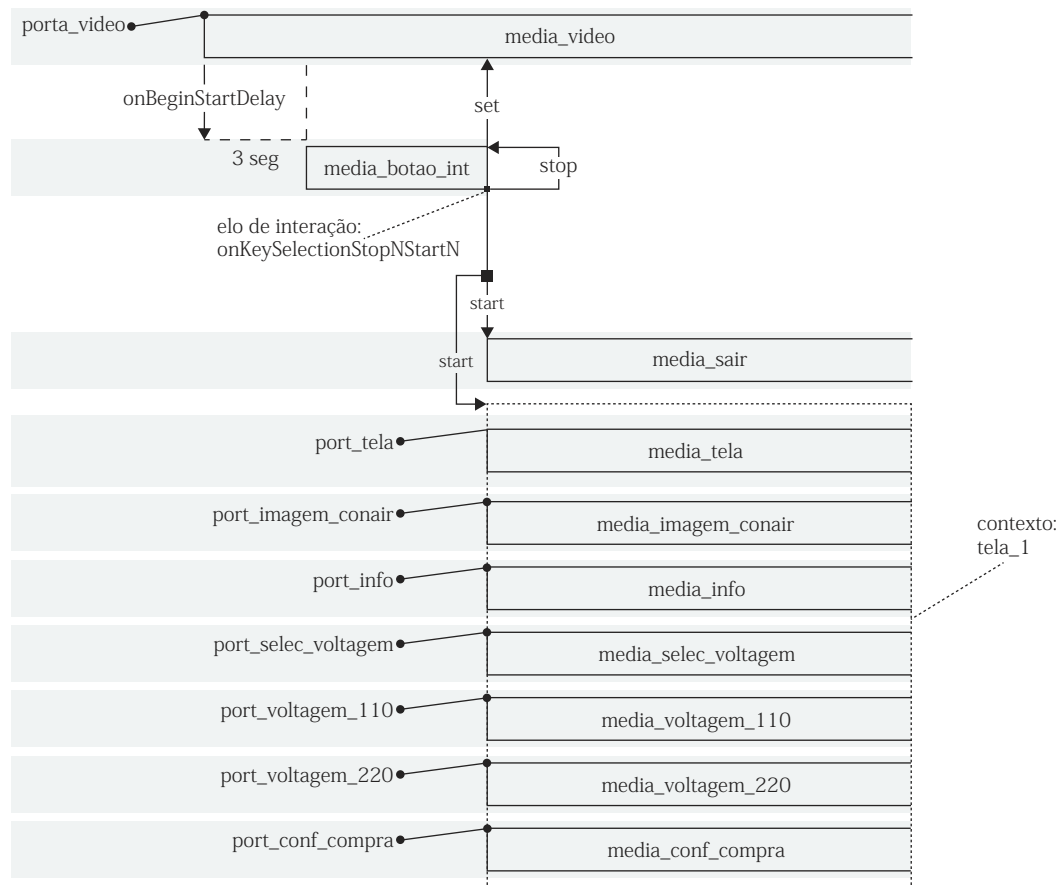 porta_video
media_video
onBeginStartDelay
set
3 seg
media_botao_int
stop
elo de interação:
onKeySelectionStopNStartN
start
start
media_sair
port_tela
media_tela
port_imagem_conair
media_imagem_conair
contexto:
tela_1
port_info
media_info
port_selec_voltagem
media_selec_voltagem
port_voltagem_110
media_voltagem_110
port_voltagem_220
media_voltagem_220
port_conf_compra
media_conf_compra